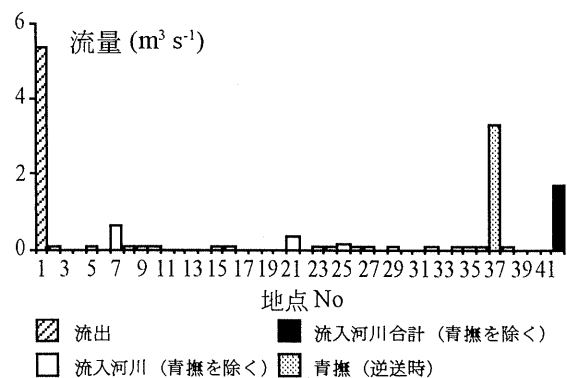 流量 (m³ s⁻¹)
6
4
2
0
1 3 5 7 9 11 13 15 17 19 21 23 25 27 29 31 33 35 37 39 41
地点 No
流出 流入河川合計（青撫を除く）
流入河川（青撫を除く） 青撫（逆送時）